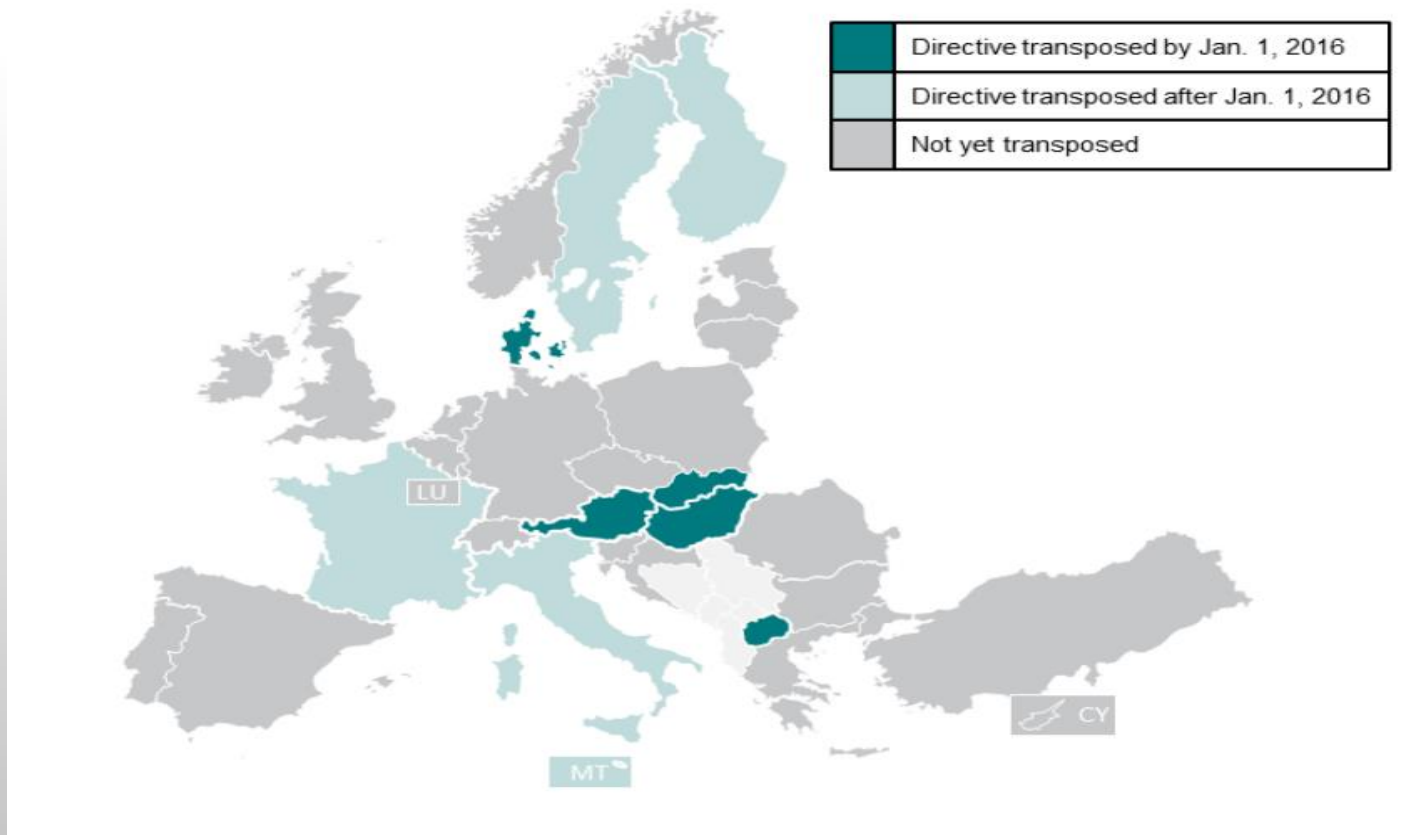 Directive transposed by Jan. 1, 2016
Directive transposed after Jan. 1, 2016
Not yet transposed
LU
CY
MT